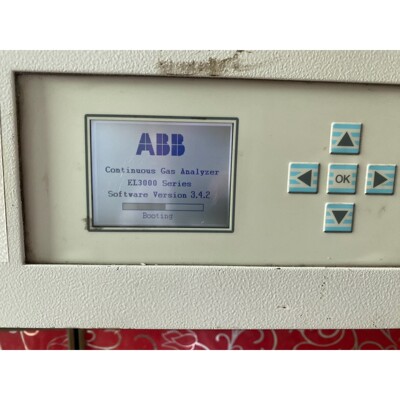 ABB
Continuous Gas Analyzer
EL3000 Series
Software Version 3.4.2
Booting
OK